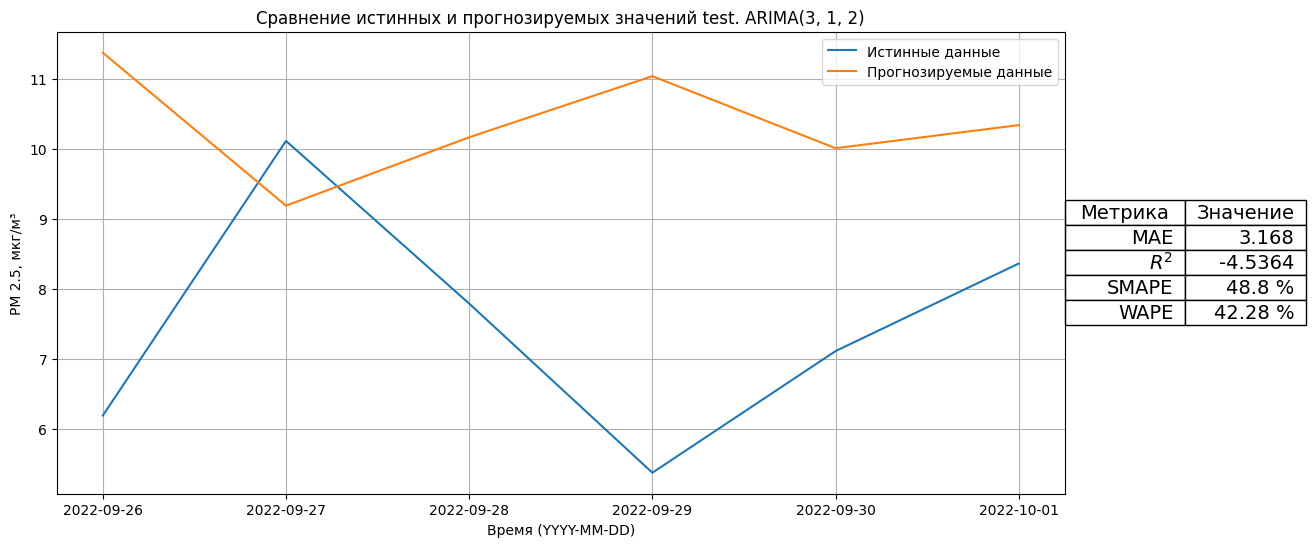 Сравнение истинных и прогнозируемых значений test. ARIMA(3, 1, 2)
Истинные данные
Прогнозируемые данные
11
10
9
8
7
6
PM 2.5, мкг/м³
2022-09-26 2022-09-27 2022-09-28 2022-09-29 2022-09-30 2022-10-01
Время (YYYY-MM-DD)
Метрика Значение
MAE 3.168
R² -4.5364
SMAPE 48.8 %
WAPE 42.28 %